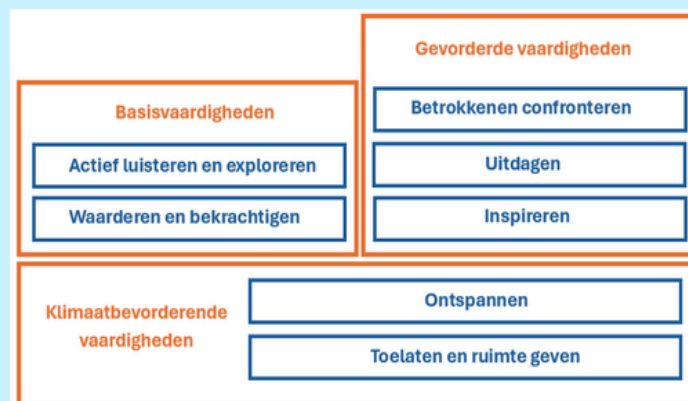 Gevorderde vaardigheden
Betrokkenen confronteren
Uitdagen
Inspireren
Basisvaardigheden
Actief luisteren en exploreren
Waarderen en bekrachtigen
Klimaatbevorderende
vaardigheden
Ontspannen
Toelaten en ruimte geven